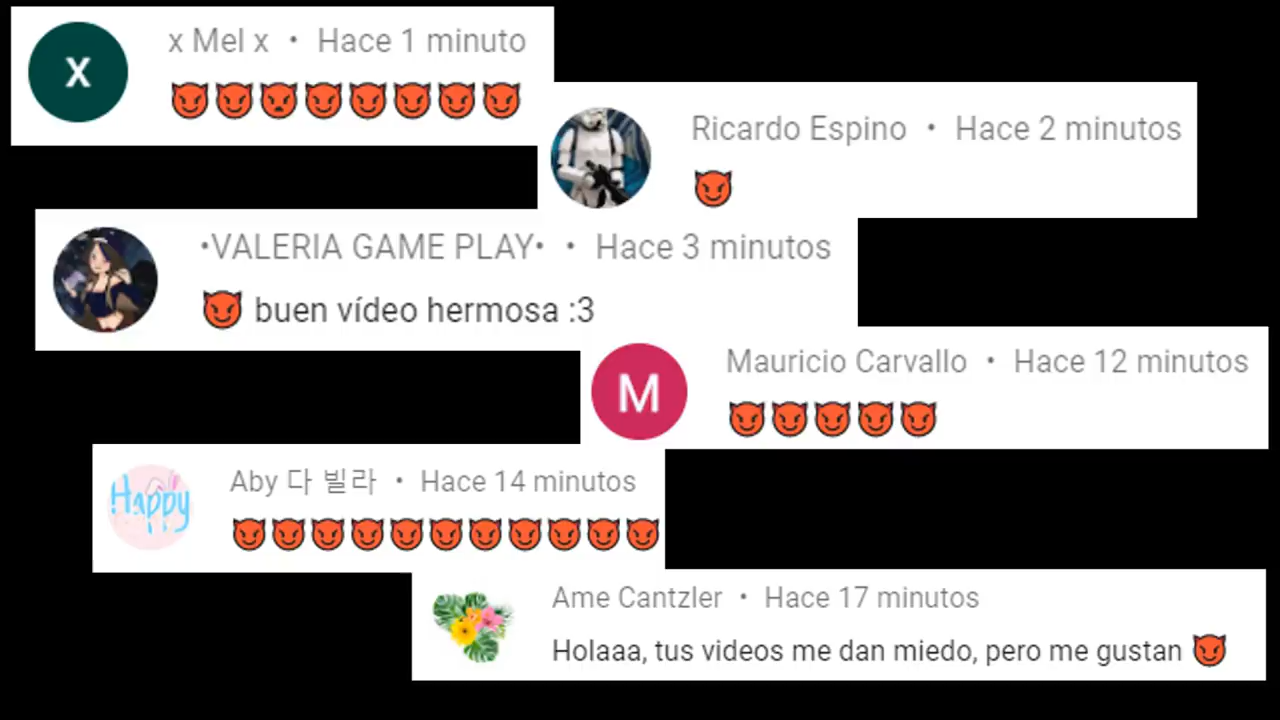 X
x Mel x • Hace 1 minuto
😈😈👿😈😈😈😈😈
Ricardo Espino • Hace 2 minutos
😈
•VALERIA GAME PLAY• • Hace 3 minutos
😈 buen vídeo hermosa :3
M
Mauricio Carvallo • Hace 12 minutos
😈😈😈😈😈
Happy
Aby 다 빌라 • Hace 14 minutos
😈😈😈😈😈😈😈😈😈😈😈
Ame Cantzler • Hace 17 minutos
Holaaa, tus videos me dan miedo, pero me gustan 😈